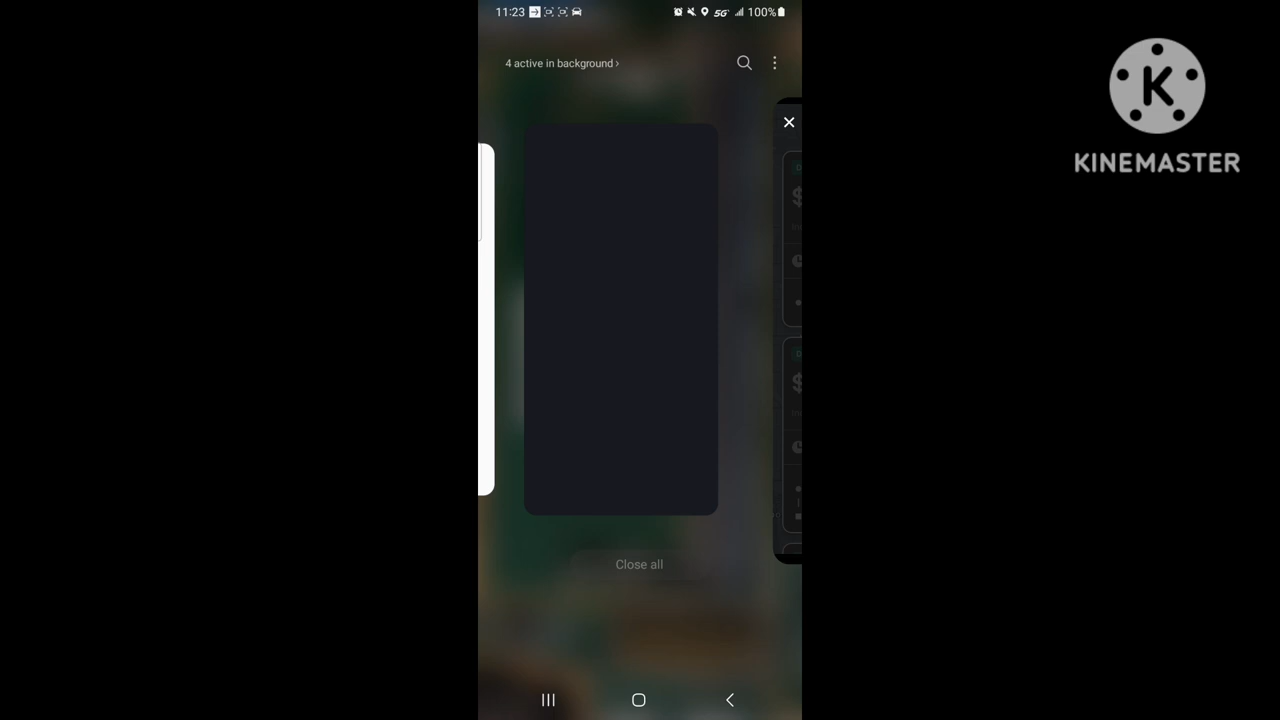 11:23 5G 100%
4 active in background
KINEMASTER
$
$
Close all